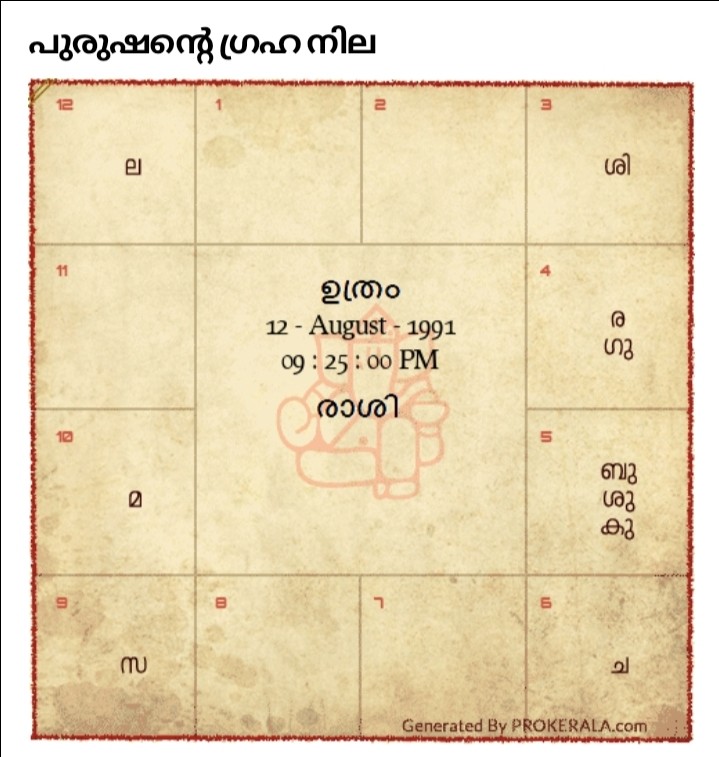 പുരുഷന്റെ ഗ്രഹ നില
12
1
2
3
ല
ശി
11
4
ര
ഗു
ഉത്രം
12 - August - 1991
09 : 25 : 00 PM
രാശി
10
5
മ
ബു
ശു
കു
9
8
7
6
സ
ച
Generated By PROKERALA.com